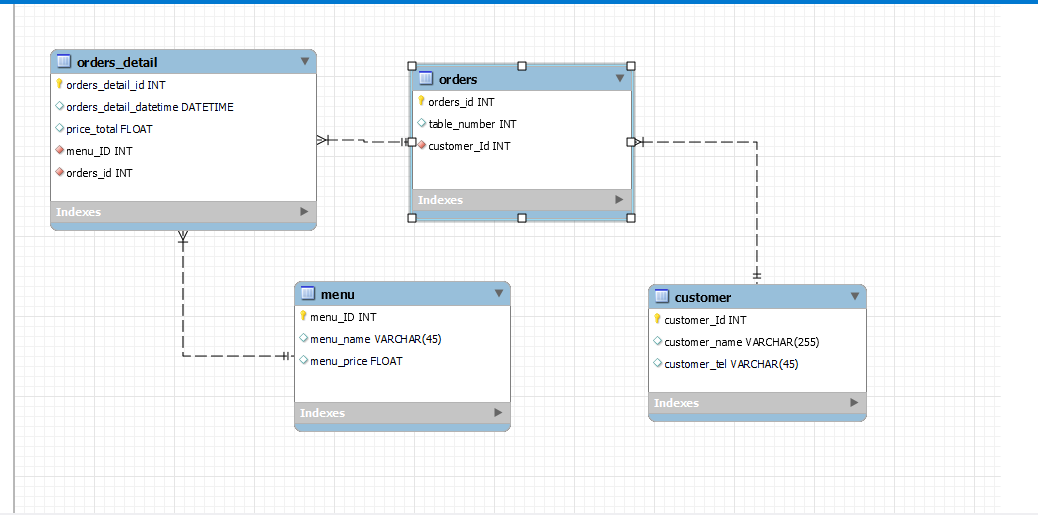 orders_detail
orders_detail_id INT
orders_detail_datetime DATETIME
price_total FLOAT
menu_ID INT
orders_id INT
Indexes
orders
orders_id INT
table_number INT
customer_Id INT
Indexes
menu
menu_ID INT
menu_name VARCHAR(45)
menu_price FLOAT
Indexes
customer
customer_Id INT
customer_name VARCHAR(255)
customer_tel VARCHAR(45)
Indexes